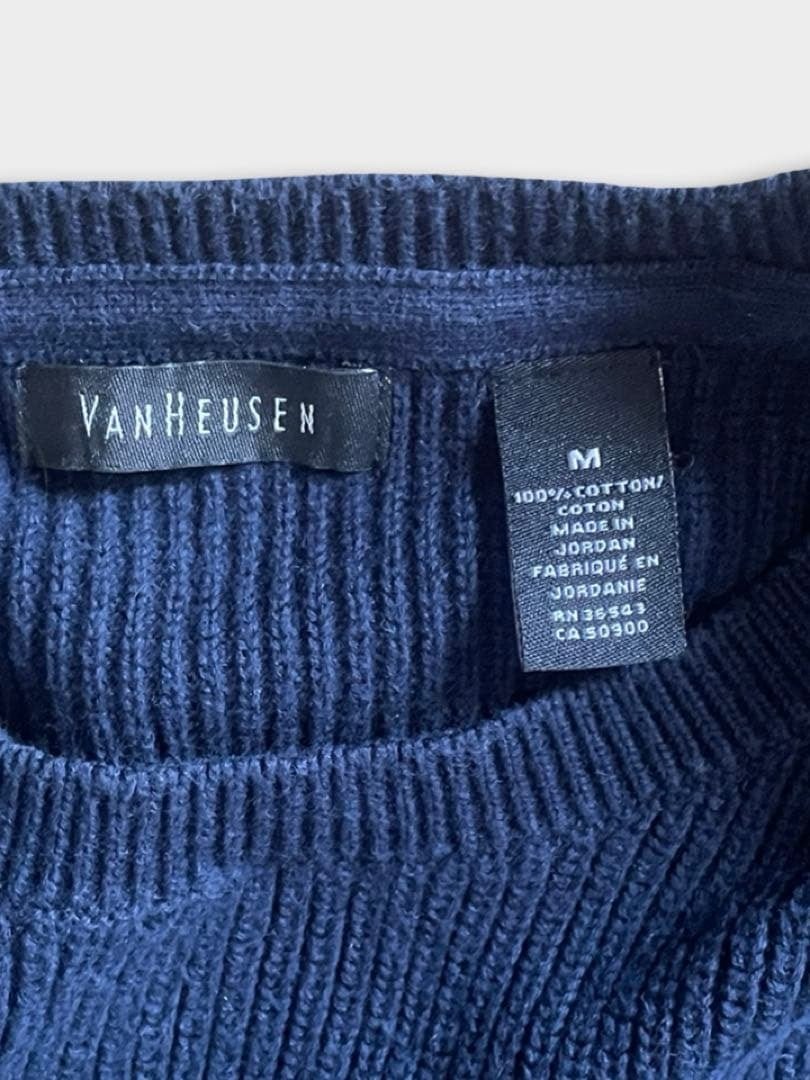 VANHEUSEN
M
100% COTTON/
COTON
MADE IN
JORDAN
FABRIQUÉ EN
JORDANIE
RN 36543
CA 50900